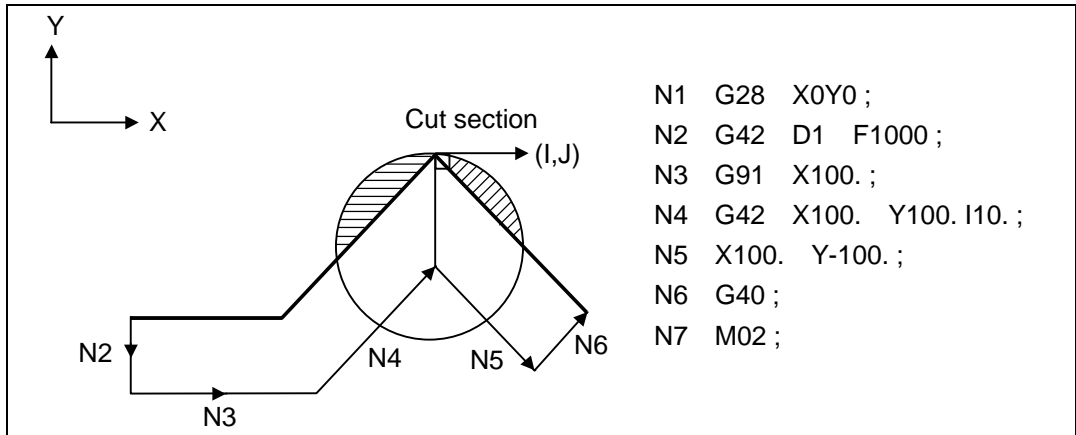 Y
X
Cut section
(I,J)
N2
N3
N4
N5
N6
N1 G28 X0Y0 ;
N2 G42 D1 F1000 ;
N3 G91 X100. ;
N4 G42 X100. Y100. I10. ;
N5 X100. Y-100. ;
N6 G40 ;
N7 M02 ;